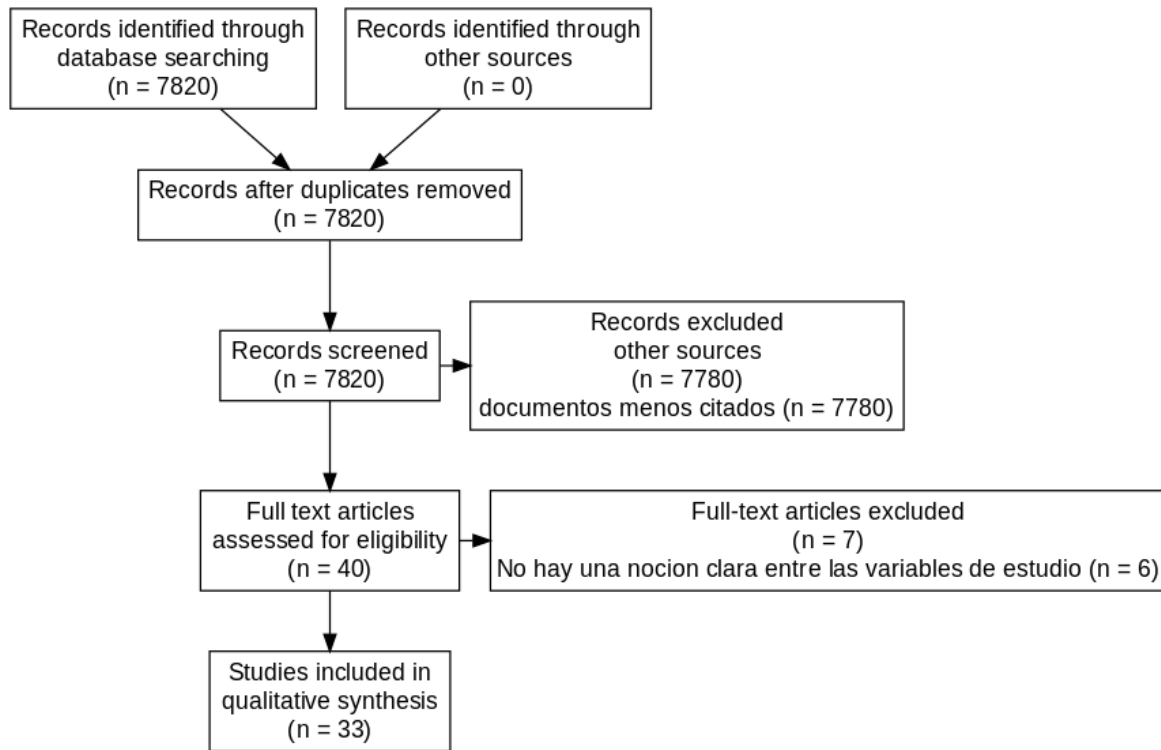 Records identified through
database searching
(n = 7820)
Records identified through
other sources
(n = 0)
Records after duplicates removed
(n = 7820)
Records screened
(n = 7820)
Records excluded
other sources
(n = 7780)
documentos menos citados (n = 7780)
Full text articles
assessed for eligibility
(n = 40)
Full-text articles excluded
(n = 7)
No hay una nocion clara entre las variables de estudio (n = 6)
Studies included in
qualitative synthesis
(n = 33)